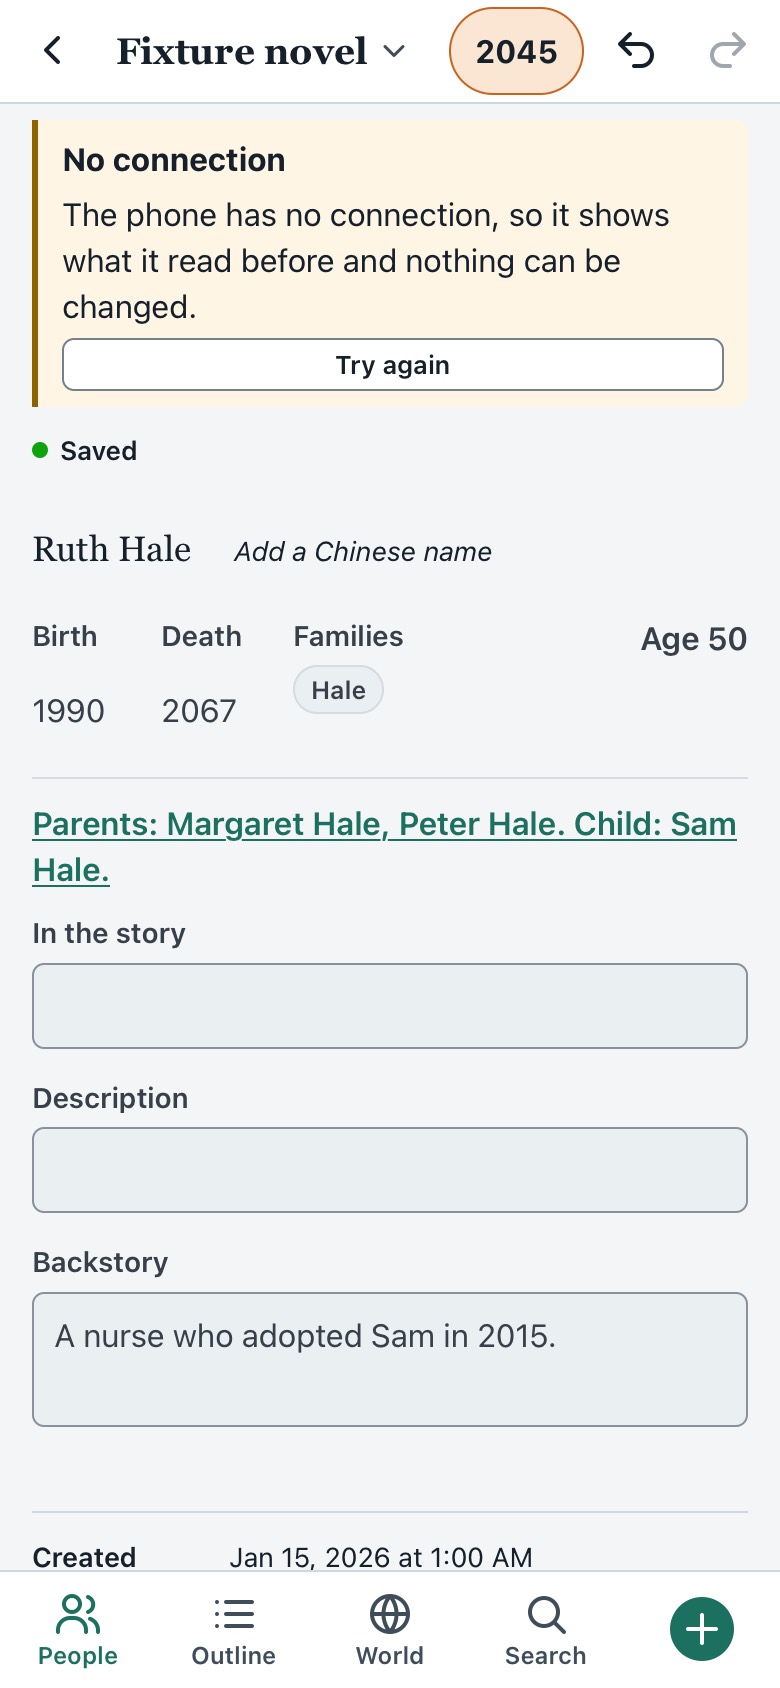 Fixture novel
2045
No connection
The phone has no connection, so it shows
what it read before and nothing can be
changed.
Try again
Saved
Ruth Hale Add a Chinese name
Birth Death Families Age 50
Hale
1990 2067
Parents: Margaret Hale, Peter Hale. Child: Sam
Hale.
In the story
Description
Backstory
A nurse who adopted Sam in 2015.
Created Jan 15, 2026 at 1:00 AM
People Outline World Search